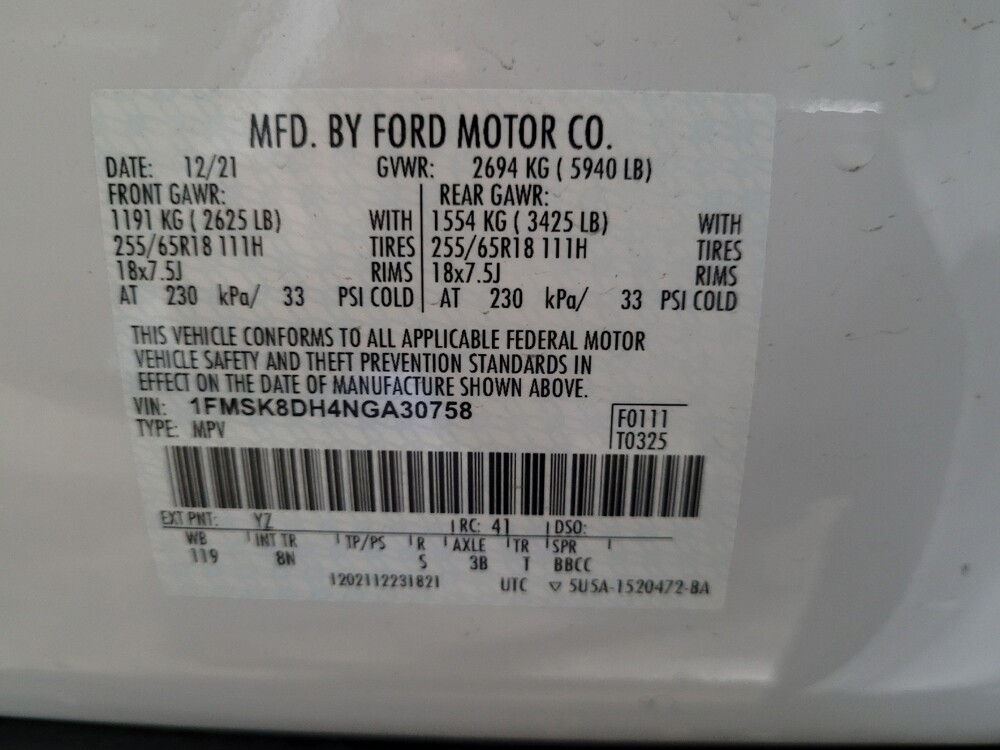 MFD. BY FORD MOTOR CO.
DATE: 12/21 GVWR: 2694 KG ( 5940 LB)
FRONT GAWR: REAR GAWR:
1191 KG ( 2625 LB) WITH 1554 KG ( 3425 LB) WITH
255/65R18 111H TIRES 255/65R18 111H TIRES
18x7.5J RIMS 18x7.5J RIMS
AT 230 kPa/ 33 PSI COLD AT 230 kPa/ 33 PSI COLD
THIS VEHICLE CONFORMS TO ALL APPLICABLE FEDERAL MOTOR
VEHICLE SAFETY AND THEFT PREVENTION STANDARDS IN
EFFECT ON THE DATE OF MANUFACTURE SHOWN ABOVE.
VIN: 1FMSK8DH4NGA30758 F0111
TYPE: MPV T0325
EXT PNT: YZ RC: 41 DSO:
WB INT TR TP/PS R AXLE TR SPR
119 8N S 3B T BBCC
1202112231821 UTC ▽ 5U5A-1520472-BA